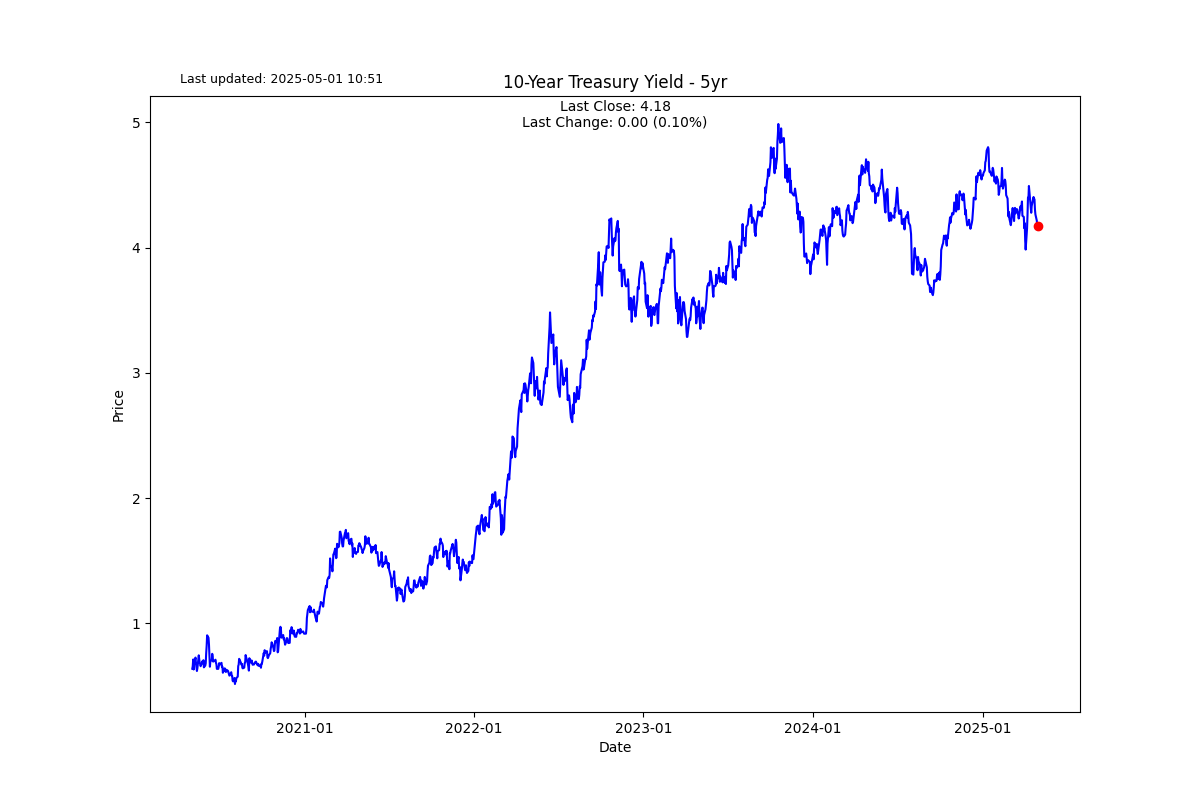 Last updated: 2025-05-01 10:51
10-Year Treasury Yield - 5yr
Last Close: 4.18
Last Change: 0.00 (0.10%)
5
4
3
2
1
Price
2021-01
2022-01
2023-01
2024-01
2025-01
Date